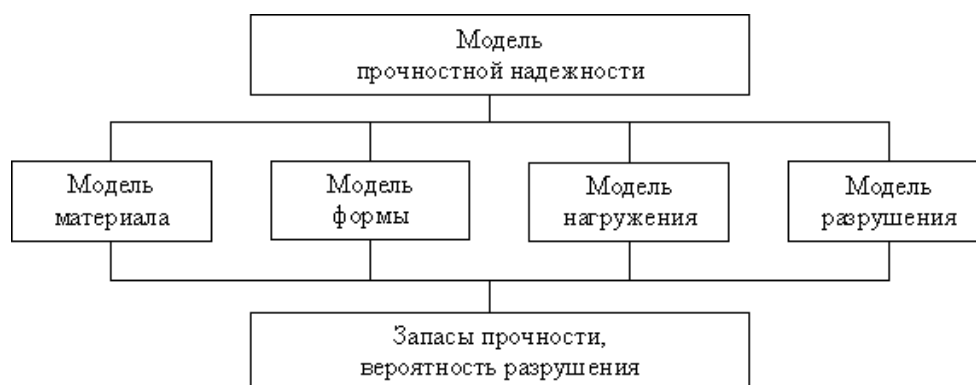 Модель
прочностной надежности
Модель
материала
Модель
формы
Модель
нагружения
Модель
разрушения
Запасы прочности,
вероятность разрушения